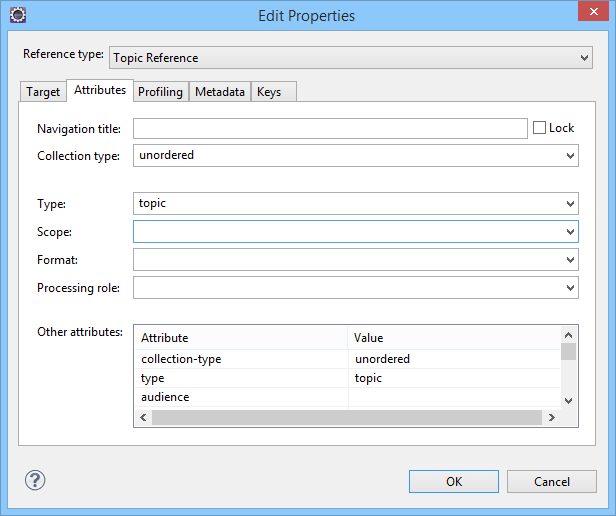 Edit Properties
Reference type: Topic Reference
Target Attributes Profiling Metadata Keys
Navigation title: Lock
Collection type: unordered
Type: topic
Scope:
Format:
Processing role:
Other attributes: Attribute Value
collection-type unordered
type topic
audience
? OK Cancel